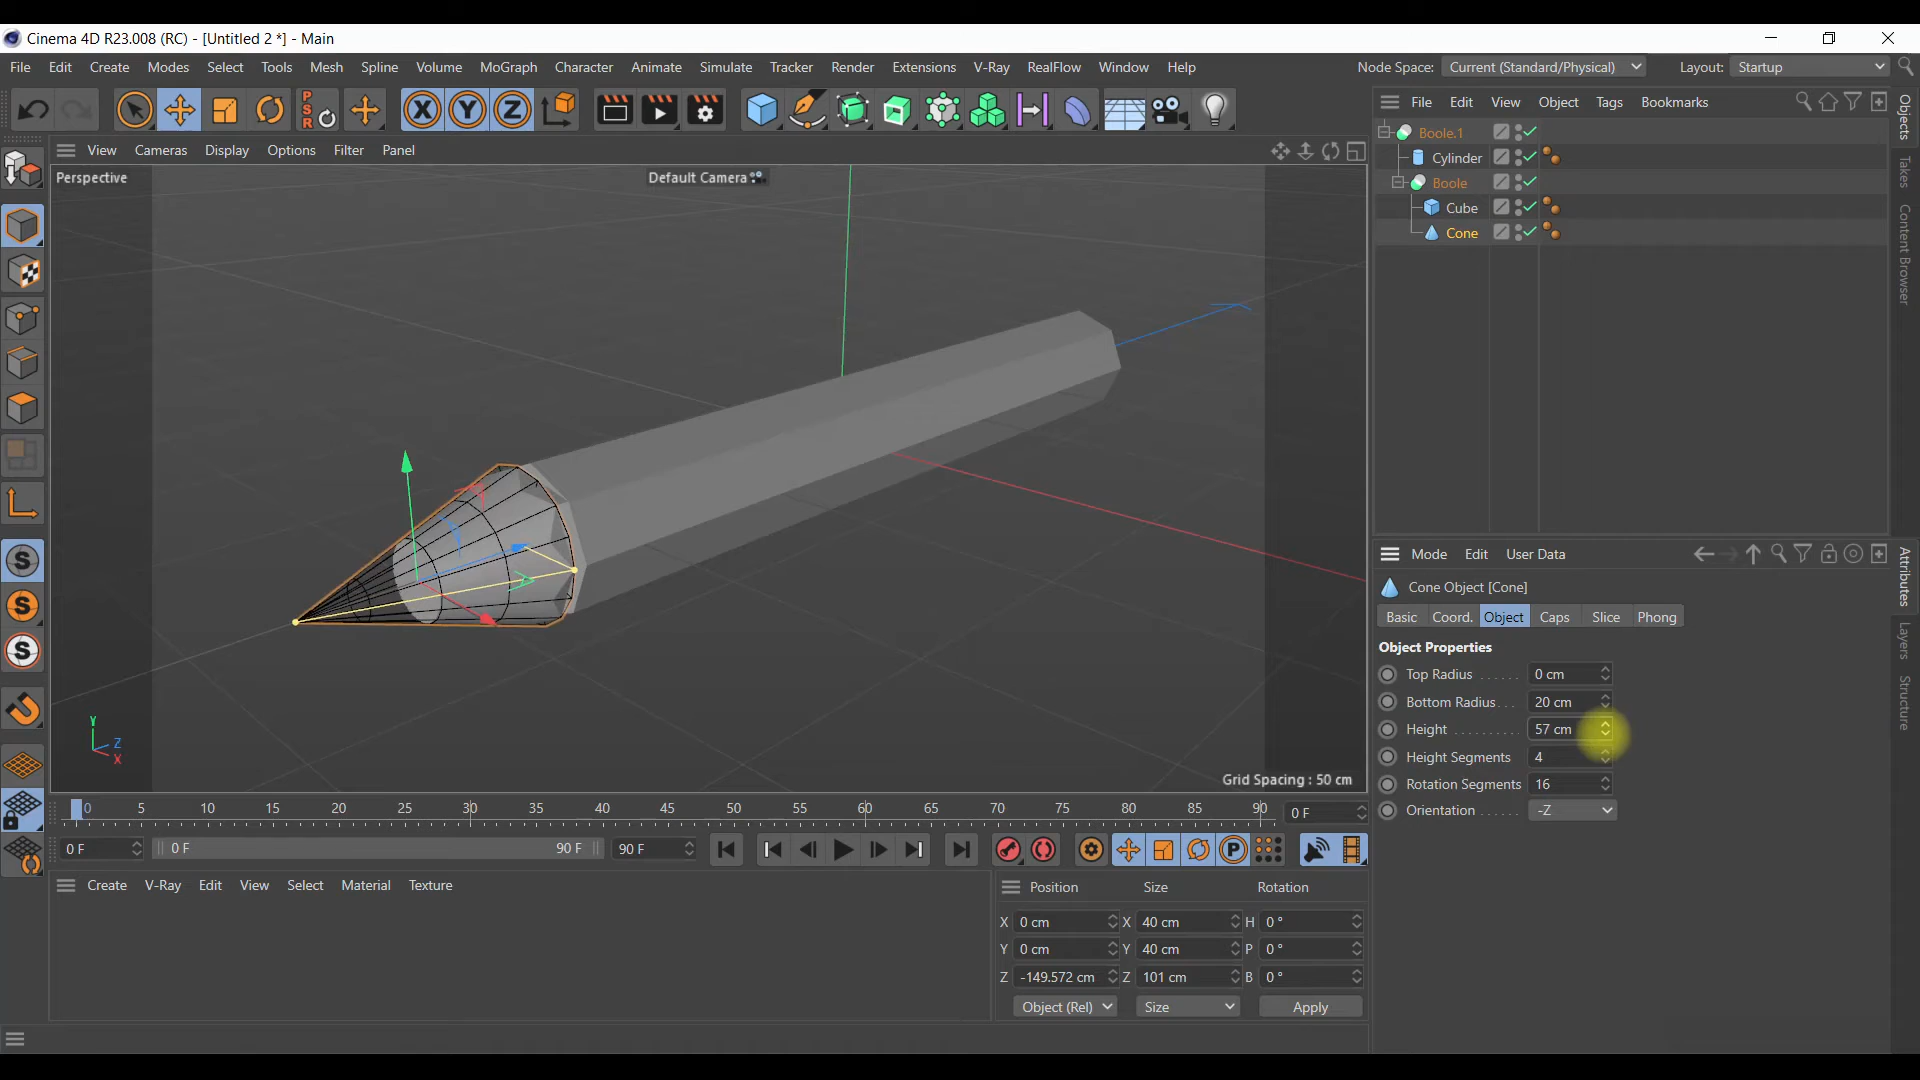 Cinema 4D R23.008 (RC) - [Untitled 2 *] - Main
File Edit Create Modes Select Tools Mesh Spline Volume MoGraph Character Animate Simulate Tracker Render Extensions V-Ray RealFlow Window Help Node Space: Current (Standard/Physical) Layout: Startup
PSR X Y Z
File Edit View Object Tags Bookmarks
View Cameras Display Options Filter Panel
Perspective
Default Camera
Boole.1
Cylinder
Boole
Cube
Cone
Objects
Takes
Content Browser
Mode Edit User Data
Cone Object [Cone]
Basic Coord. Object Caps Slice Phong
Object Properties
Top Radius 0 cm
Bottom Radius 20 cm
Height 57 cm
Height Segments 4
Rotation Segments 16
Orientation -Z
Attributes
Layers
Structure
S
S
S
Y
Z
X
Grid Spacing : 50 cm
0 5 10 15 20 25 30 35 40 45 50 55 60 65 70 75 80 85 90 0 F
0 F 0 F 90 F 90 F P
Create V-Ray Edit View Select Material Texture
Position Size Rotation
X 0 cm X 40 cm H 0 °
Y 0 cm Y 40 cm P 0 °
Z -149.572 cm Z 101 cm B 0 °
Object (Rel) Size Apply